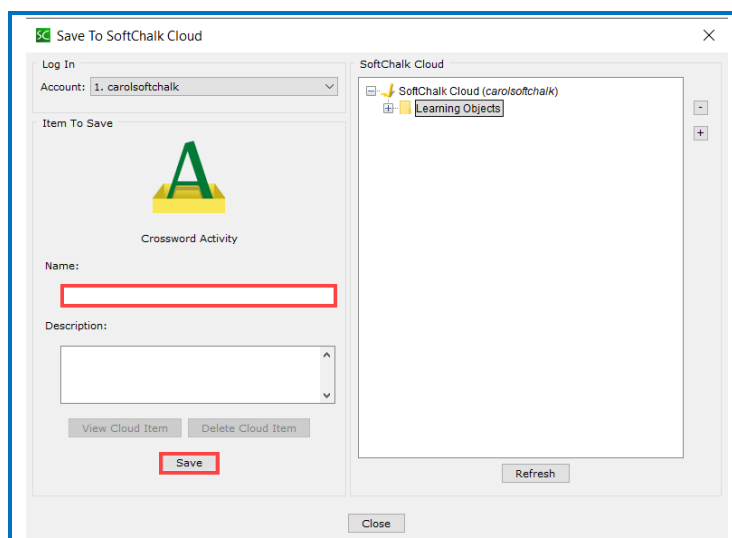 SC Save To SoftChalk Cloud
Log In
Account: 1. carolsoftchalk
Item To Save
A
Crossword Activity
Name:
Description:
View Cloud Item Delete Cloud Item
Save
SoftChalk Cloud
SoftChalk Cloud (carolsoftchalk)
Learning Objects
-
+
Refresh
Close